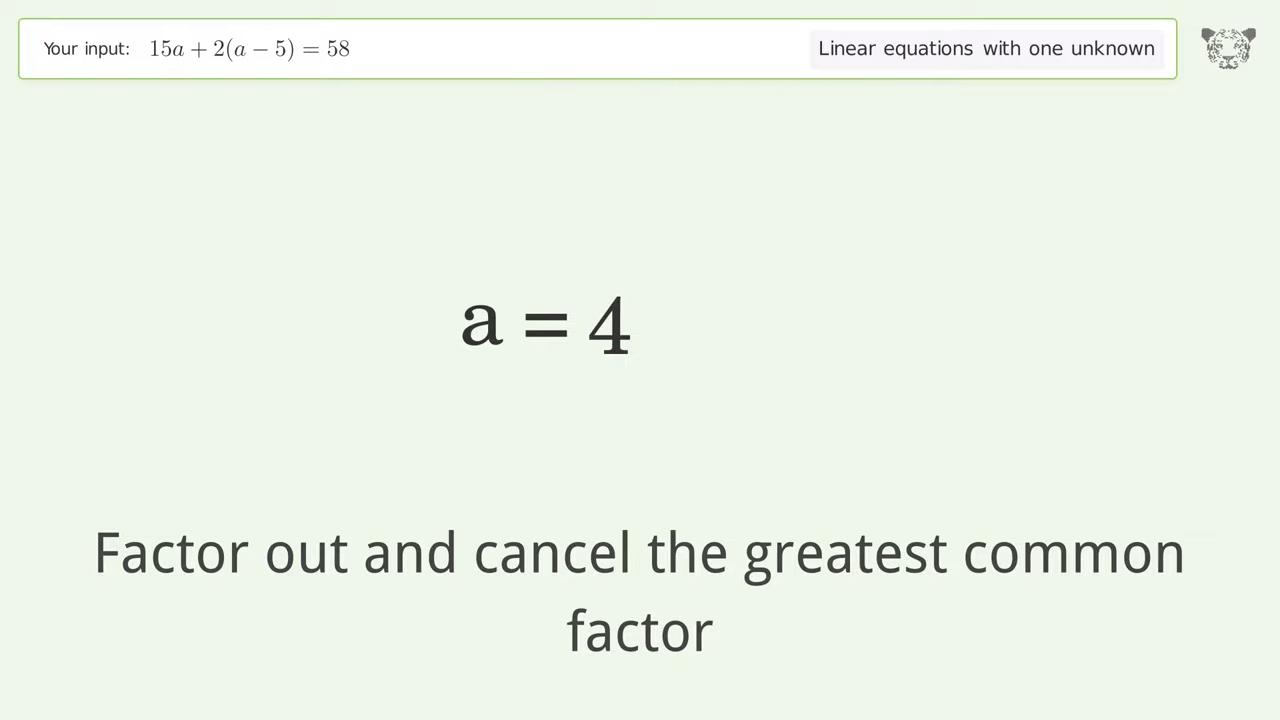 Your input: 15a + 2(a − 5) = 58
Linear equations with one unknown
a = 4
Factor out and cancel the greatest common
factor